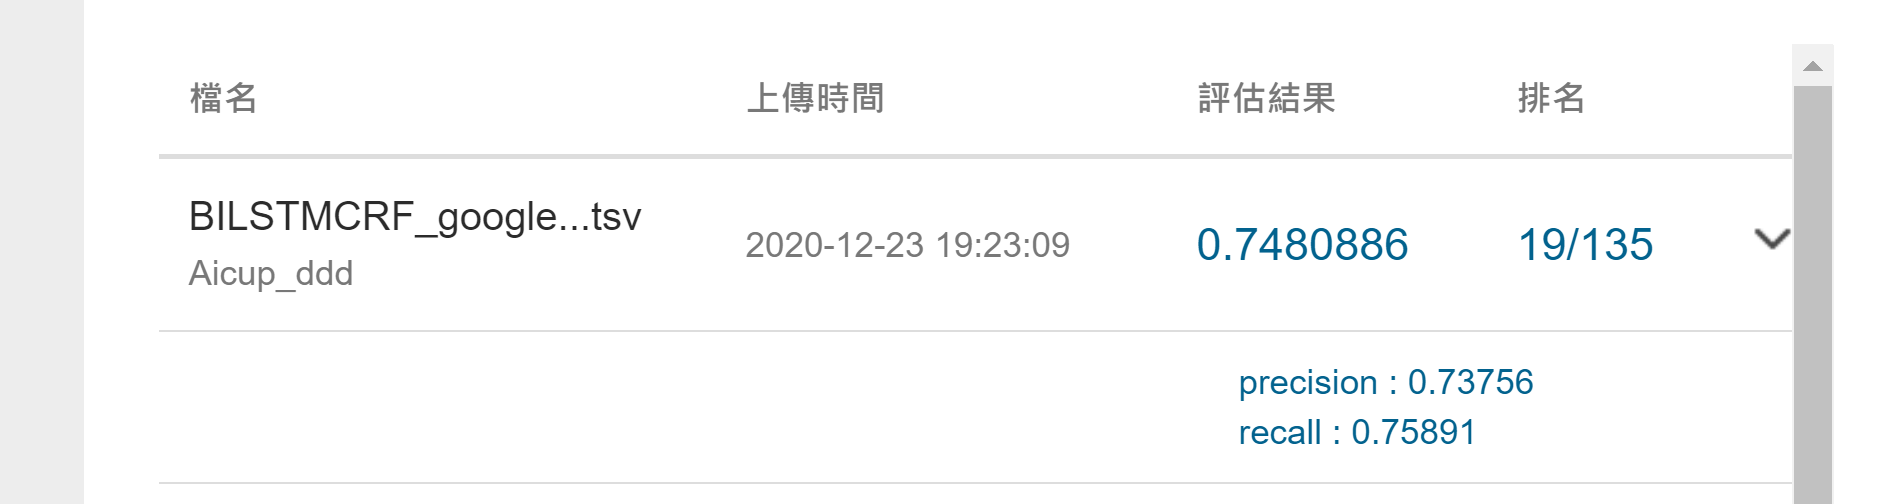 檔名 上傳時間 評估結果 排名
BILSTMCRF_google...tsv
Aicup_ddd
2020-12-23 19:23:09 0.7480886 19/135
precision : 0.73756
recall : 0.75891